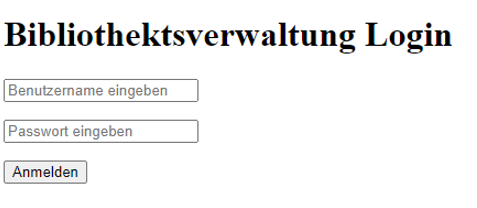 Bibliothektsverwaltung Login
Benutzername eingeben
Passwort eingeben
Anmelden